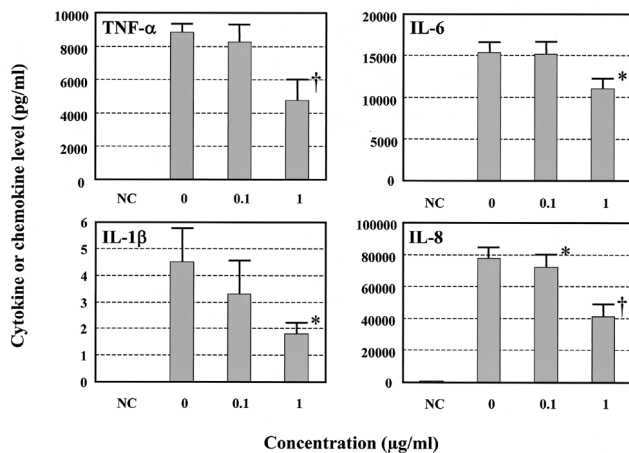 Cytokine or chemokine level (pg/ml)
TNF-α
10000
8000
6000
4000
2000
0
†
NC 0 0.1 1
IL-6
20000
15000
10000
5000
0
*
NC 0 0.1 1
IL-1β
6
5
4
3
2
1
0
*
NC 0 0.1 1
IL-8
100000
80000
60000
40000
20000
0
*
†
NC 0 0.1 1
Concentration (μg/ml)